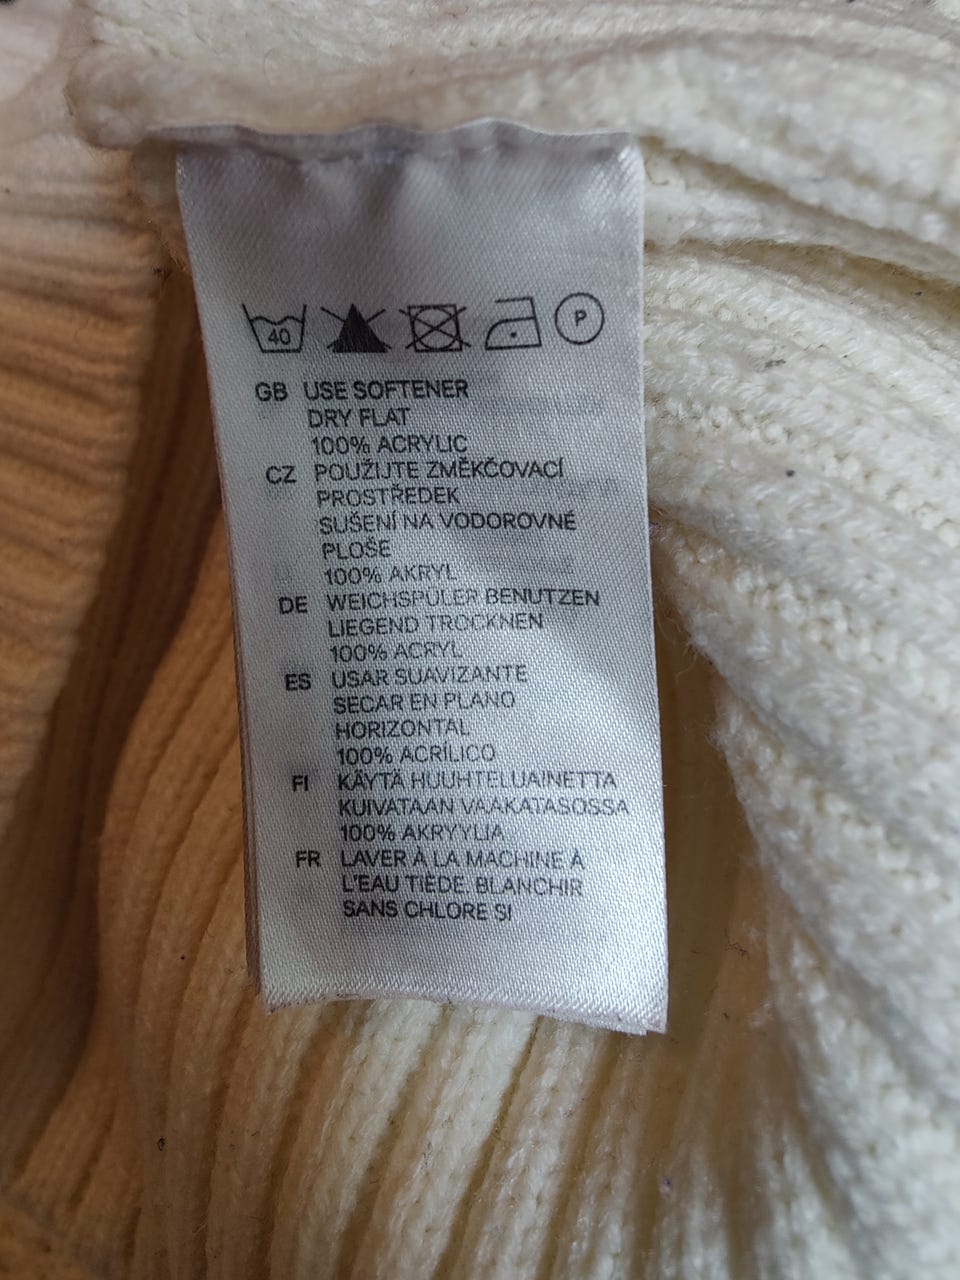 40 P
GB USE SOFTENER
DRY FLAT
100% ACRYLIC
CZ POUŽIJTE ZMĚKČOVACÍ
PROSTŘEDEK
SUŠENÍ NA VODOROVNÉ
PLOŠE
100% AKRYL
DE WEICHSPÜLER BENUTZEN
LIEGEND TROCKNEN
100% ACRYL
ES USAR SUAVIZANTE
SECAR EN PLANO
HORIZONTAL
100% ACRÍLICO
FI KÄYTÄ HUUHTELUAINETTA
KUIVATAAN VAAKATASOSSA
100% AKRYYLIA
FR LAVER À LA MACHINE À
L'EAU TIÈDE. BLANCHIR
SANS CHLORE SI